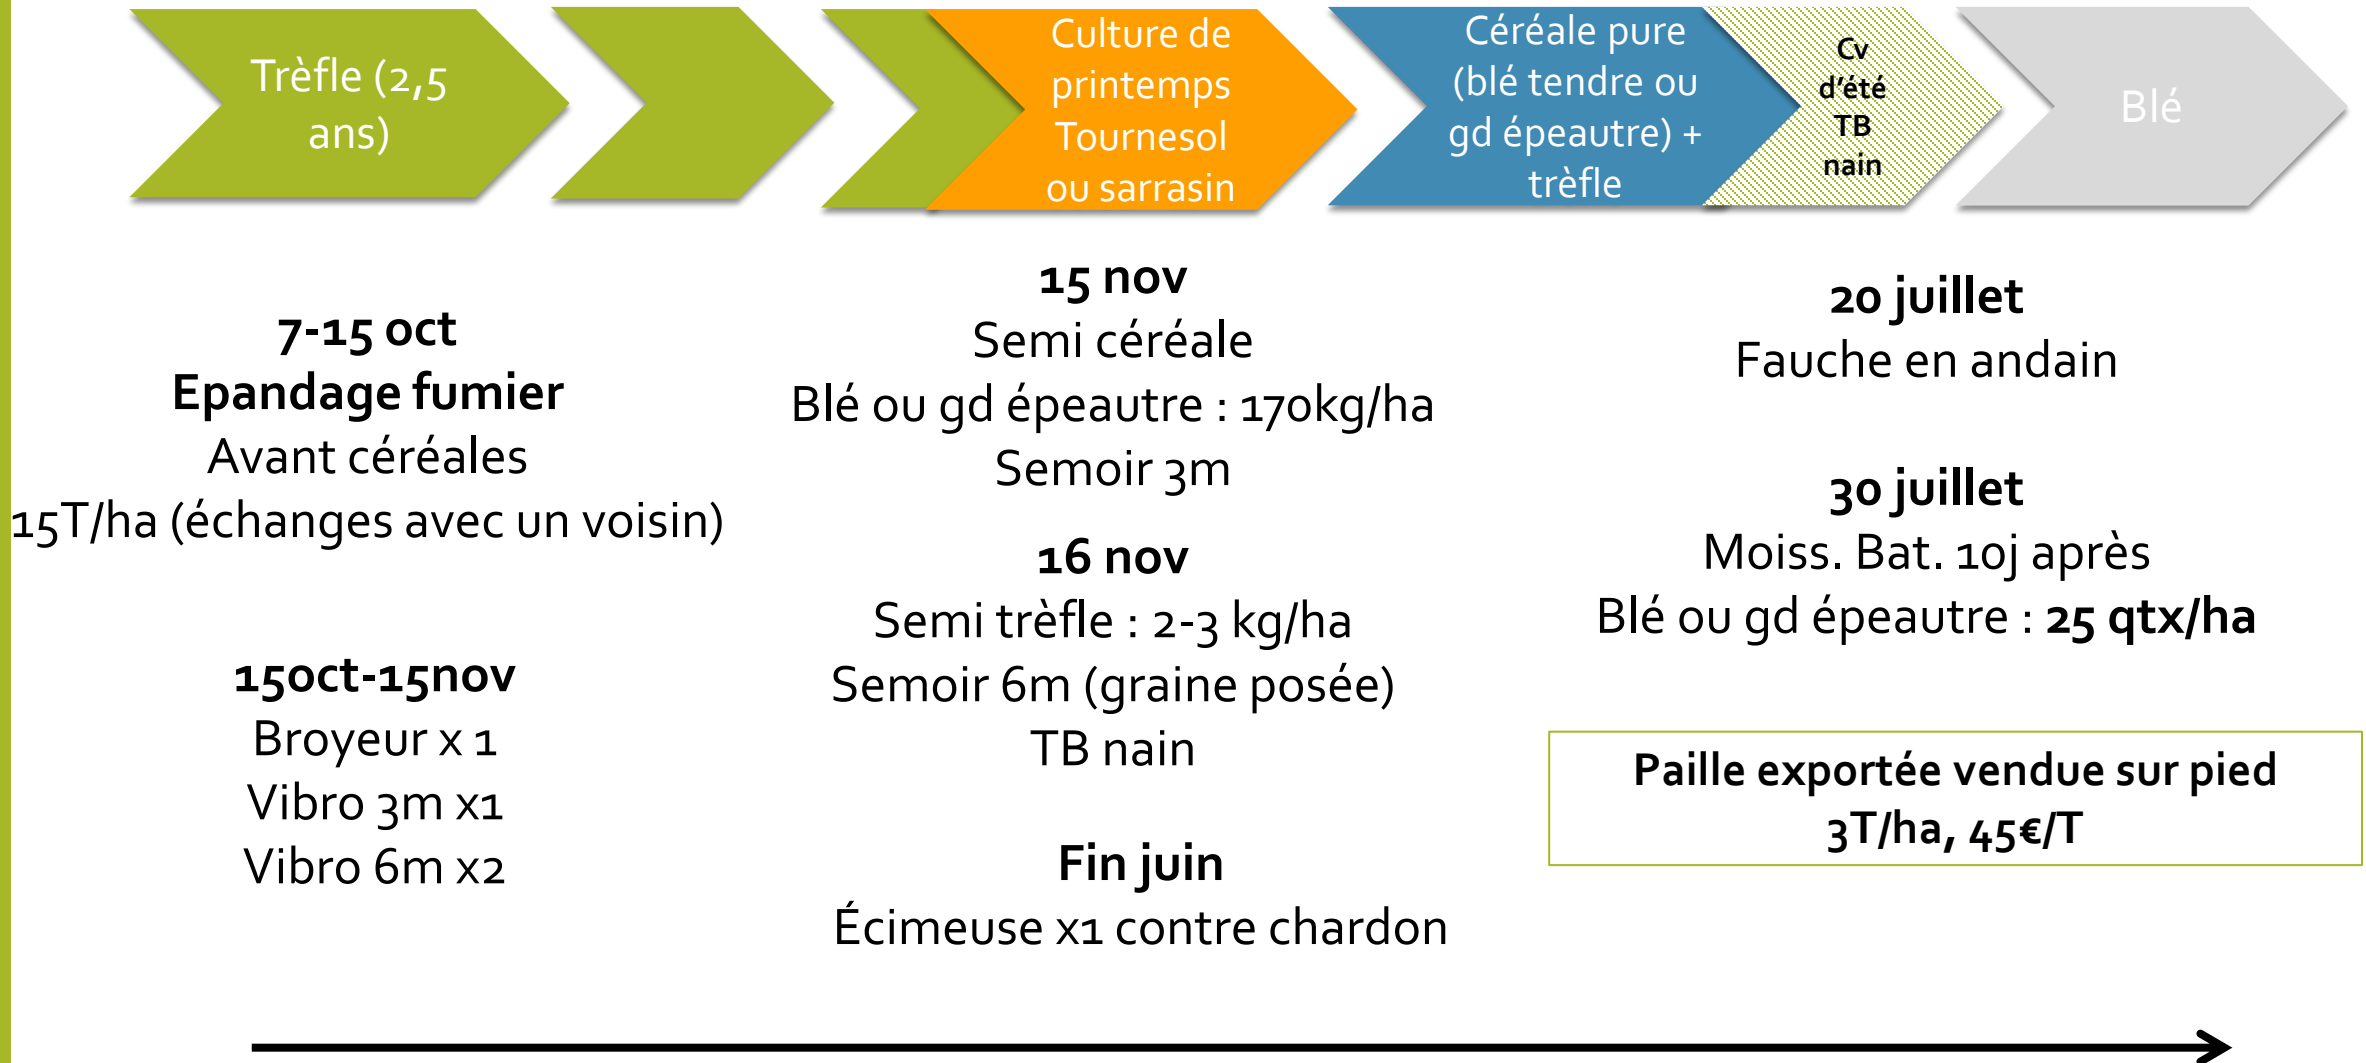 Trèfle (2,5
ans)
Culture de
printemps
Tournesol
ou sarrasin
Céréale pure
(blé tendre ou
gd épeautre) +
trèfle
Cv
d'été
TB
nain
Blé
7-15 oct
Epandage fumier
Avant céréales
15T/ha (échanges avec un voisin)
15oct-15nov
Broyeur x 1
Vibro 3m x1
Vibro 6m x2
15 nov
Semi céréale
Blé ou gd épeautre : 170kg/ha
Semoir 3m
16 nov
Semi trèfle : 2-3 kg/ha
Semoir 6m (graine posée)
TB nain
Fin juin
Écimeuse x1 contre chardon
20 juillet
Fauche en andain
30 juillet
Moiss. Bat. 10j après
Blé ou gd épeautre : 25 qtx/ha
Paille exportée vendue sur pied
3T/ha, 45€/T